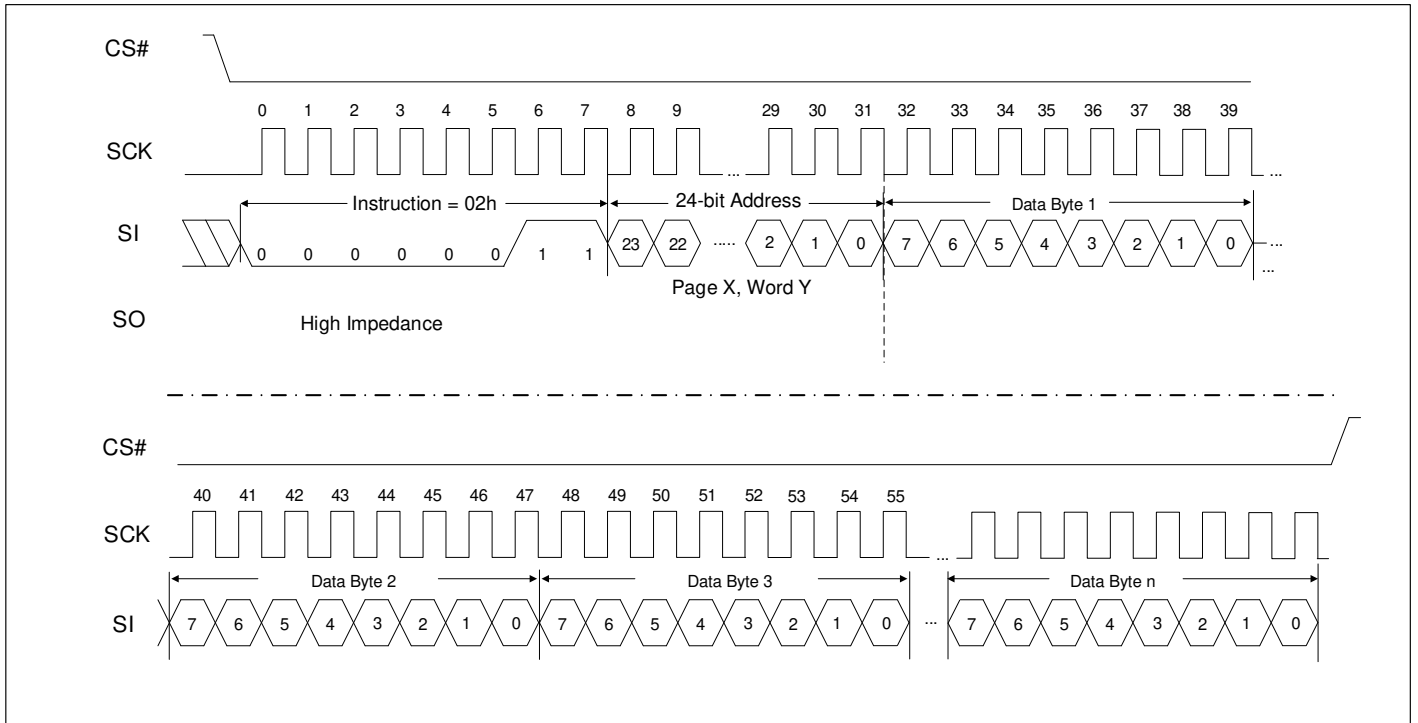 CS#
0 1 2 3 4 5 6 7 8 9 29 30 31 32 33 34 35 36 37 38 39
SCK ... ...
Instruction = 02h 24-bit Address Data Byte 1
SI 0 0 0 0 0 0 1 1 23 22 ..... 2 1 0 7 6 5 4 3 2 1 0 ...
...
Page X, Word Y
SO High Impedance
CS#
40 41 42 43 44 45 46 47 48 49 50 51 52 53 54 55
SCK ...
Data Byte 2 Data Byte 3 Data Byte n
SI 7 6 5 4 3 2 1 0 7 6 5 4 3 2 1 0 ... 7 6 5 4 3 2 1 0